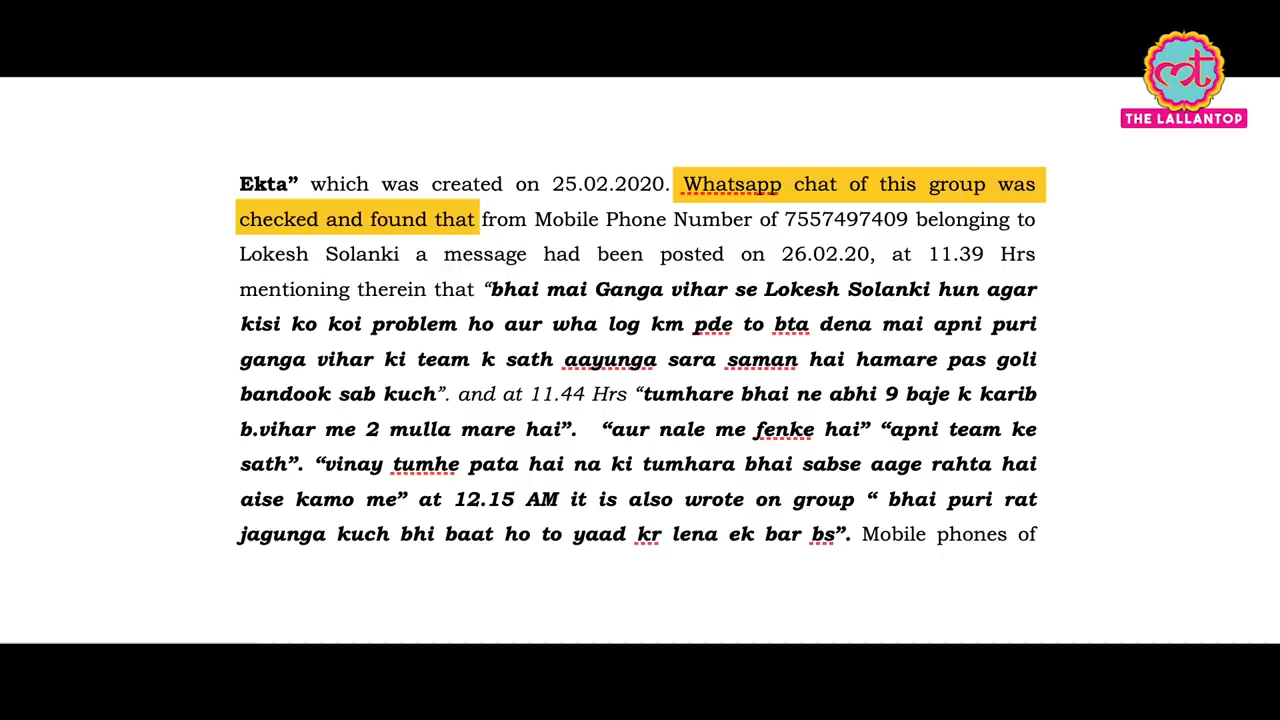 मt
THE LALLANTOP
Ekta” which was created on 25.02.2020. Whatsapp chat of this group was
checked and found that from Mobile Phone Number of 7557497409 belonging to
Lokesh Solanki a message had been posted on 26.02.20, at 11.39 Hrs
mentioning therein that “bhai mai Ganga vihar se Lokesh Solanki hun agar
kisi ko koi problem ho aur wha log km pde to bta dena mai apni puri
ganga vihar ki team k sath aayunga sara saman hai hamare pas goli
bandook sab kuch”. and at 11.44 Hrs “tumhare bhai ne abhi 9 baje k karib
b.vihar me 2 mulla mare hai”. “aur nale me fenke hai” “apni team ke
sath”. “vinay tumhe pata hai na ki tumhara bhai sabse aage rahta hai
aise kamo me” at 12.15 AM it is also wrote on group “ bhai puri rat
jagunga kuch bhi baat ho to yaad kr lena ek bar bs”. Mobile phones of